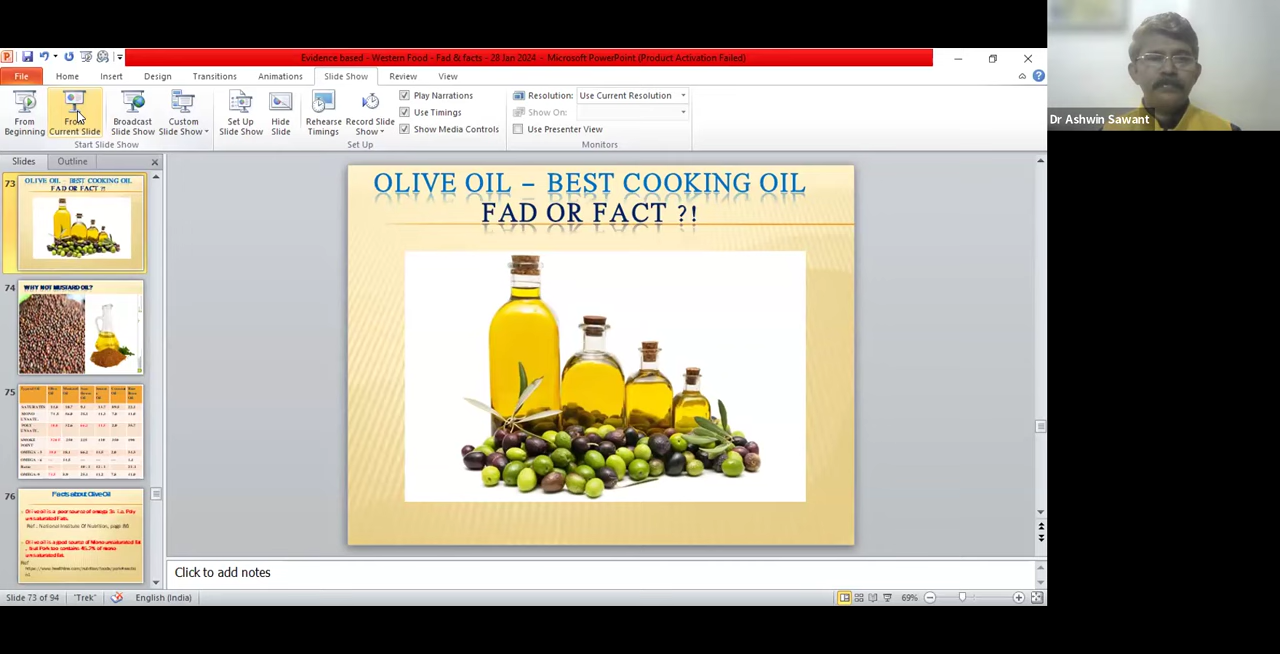 Evidence based - Western Food - Fad & facts - 28 Jan 2024 - Microsoft PowerPoint (Product Activation Failed)
File Home Insert Design Transitions Animations Slide Show Review View
From Beginning
From Current Slide
Broadcast Slide Show
Custom Slide Show
Set Up Slide Show
Hide Slide
Rehearse Timings
Record Slide Show
Play Narrations
Use Timings
Show Media Controls
Resolution: Use Current Resolution
Show On:
Use Presenter View
Start Slide Show
Set Up
Monitors
Dr Ashwin Sawant
Slides Outline
73
OLIVE OIL – BEST COOKING OIL
FAD OR FACT ?!
74
WHY NOT MUSTARD OIL?
75
76
Facts about Olive Oil
OLIVE OIL – BEST COOKING OIL
FAD OR FACT ?!
Click to add notes
Slide 73 of 94 "Trek" English (India) 69%